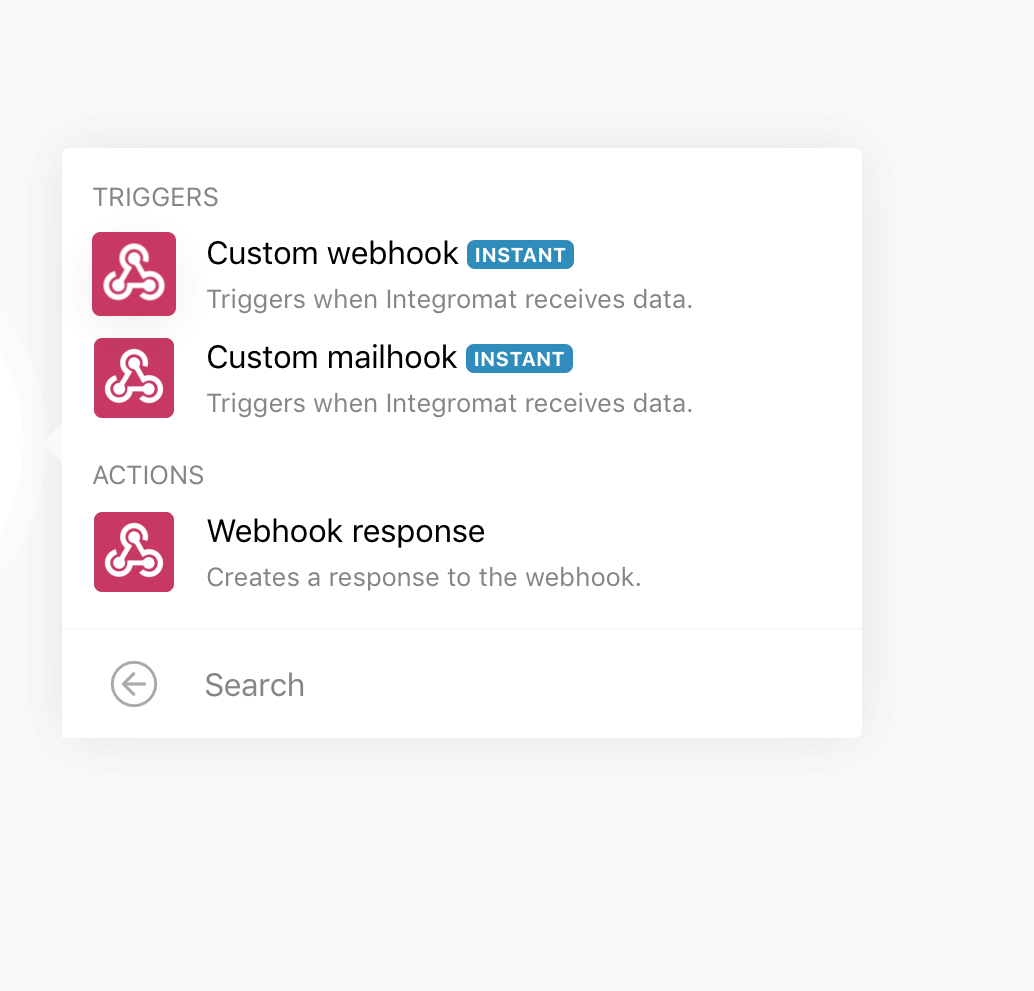 TRIGGERS
Custom webhook INSTANT
Triggers when Integromat receives data.
Custom mailhook INSTANT
Triggers when Integromat receives data.
ACTIONS
Webhook response
Creates a response to the webhook.
Search